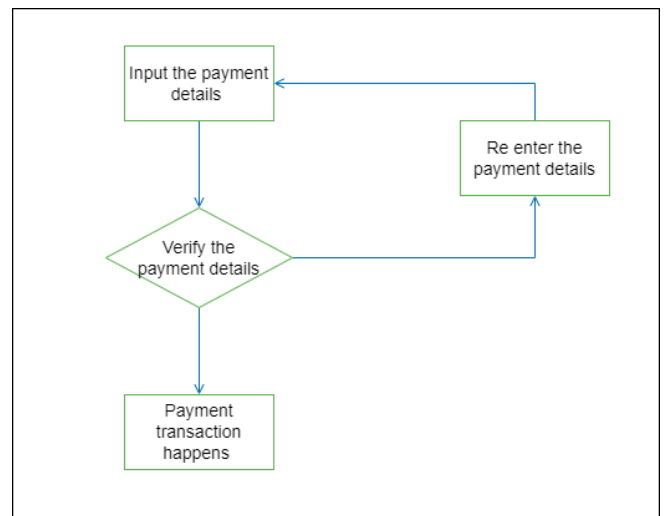 Input the payment
details
Re enter the
payment details
Verify the
payment details
Payment
transaction
happens